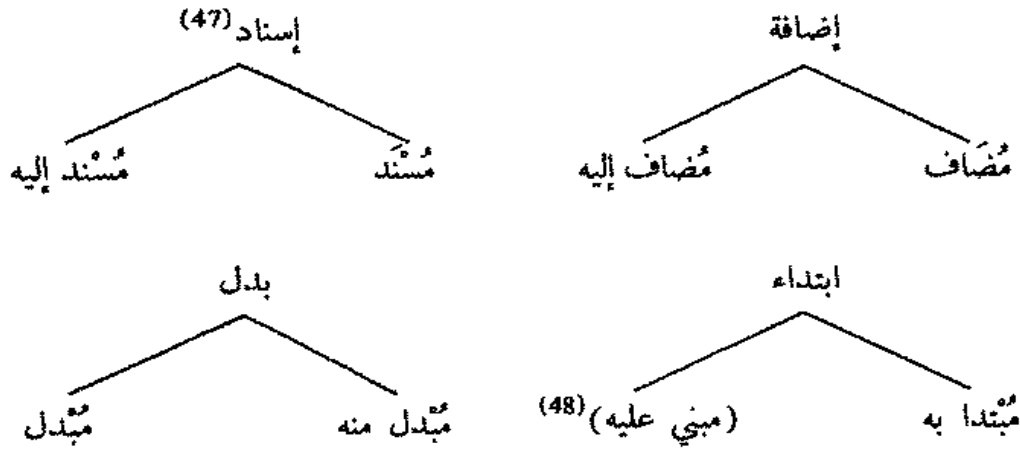 إضافة
إسناد (47)
مُضَاف
مُضاف إليه
مُسْنَد
مُسْند إليه
ابتداء
بدل
مُبْتدا به
(مبني عليه) (48)
مُبْدل منه
مُبْدل